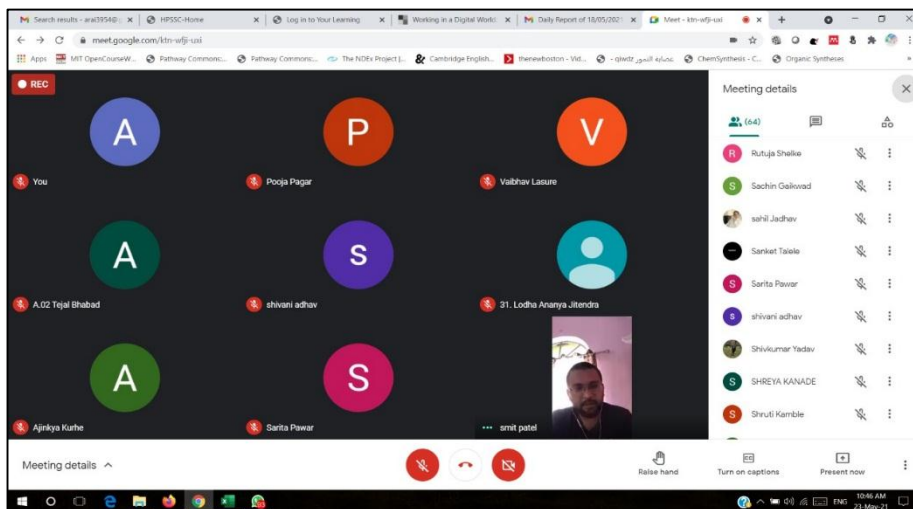 Search results - arai3954@
HPSSC-Home
Log in to Your Learning
Working in a Digital World:
Daily Report of 18/05/2021
Meet - ktn-wfji-uxi
meet.google.com/ktn-wfji-uxi
Apps
MIT OpenCourseW...
Pathway Commonc...
Pathway Commonc...
The NDEx Project |...
Cambridge English...
thenewboston - Vid...
عصابة النمور qiwdz - ...
ChemSynthesis - C...
Organic Syntheses
REC
Meeting details
(64)
A
You
P
Pooja Pagar
V
Vaibhav Lasure
A
A.02 Tejal Bhabad
s
shivani adhav
31. Lodha Ananya Jitendra
A
Ajinkya Kurhe
S
Sarita Pawar
smit patel
R Rutuja Shelke
S Sachin Gaikwad
sahil Jadhav
Sanket Talele
S Sarita Pawar
s shivani adhav
Shivkumar Yadav
S SHREYA KANADE
S Shruti Kamble
Meeting details
Raise hand
Turn on captions
Present now
ENG
10:46 AM
23-May-21